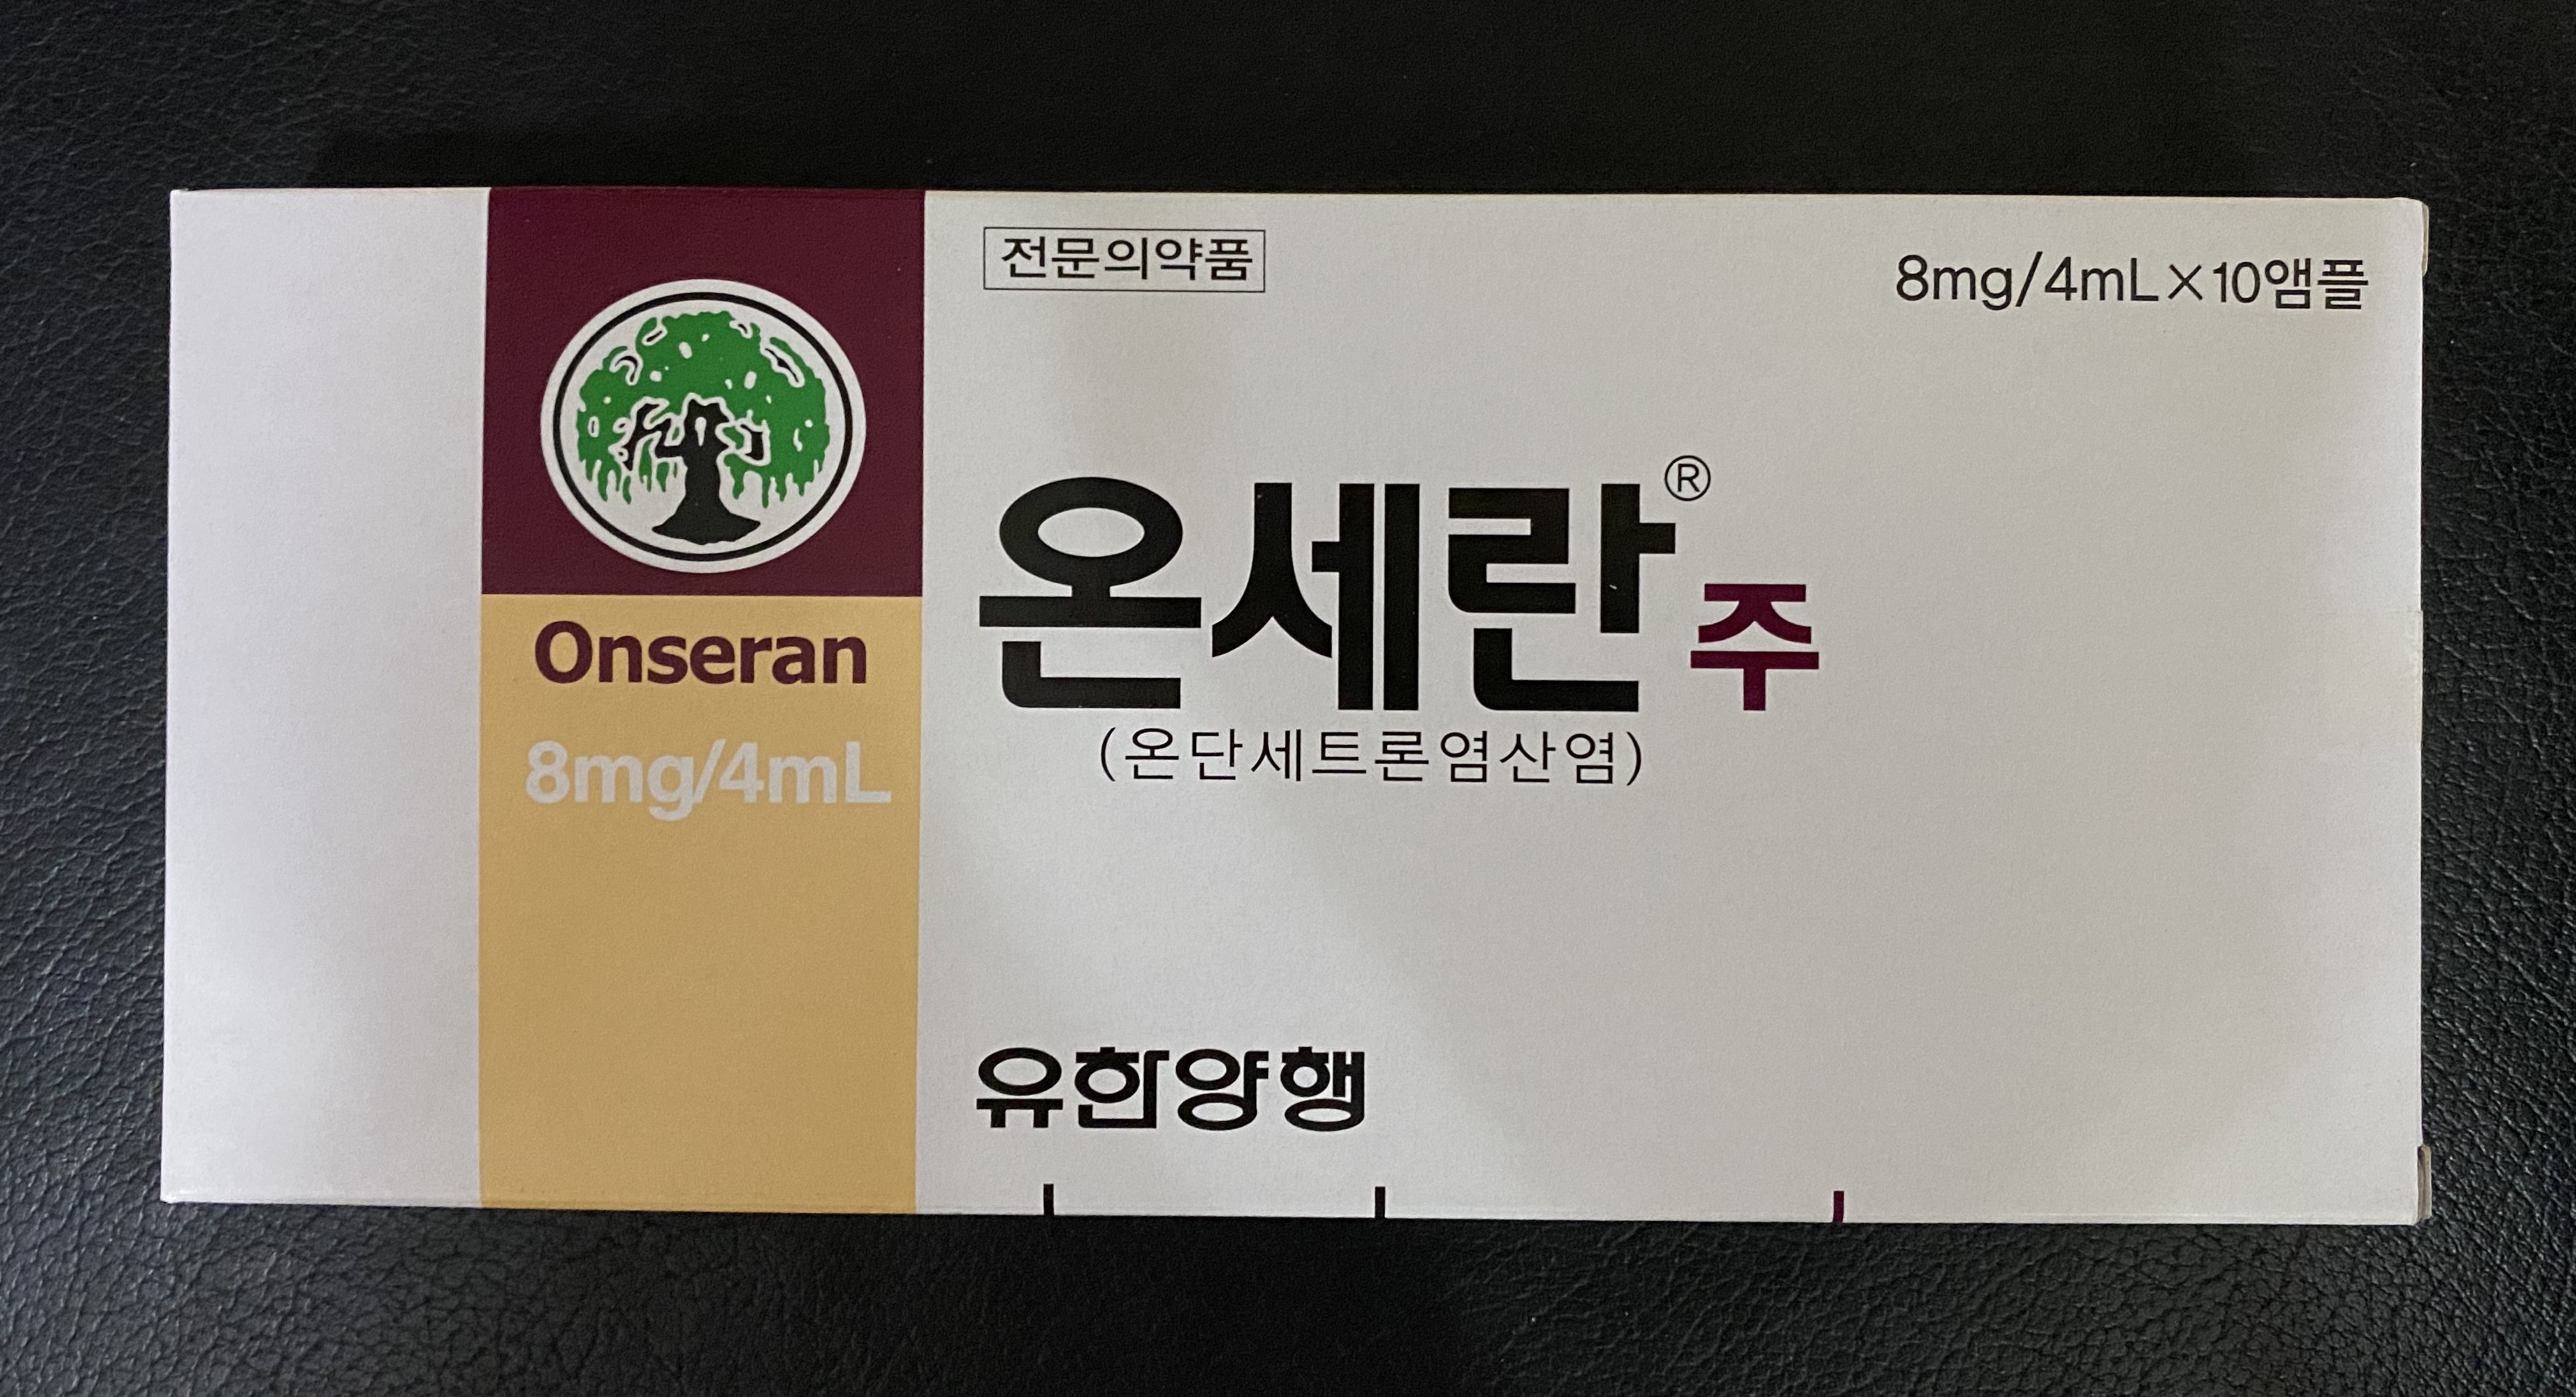 전문의약품
8mg/4mL×10앰플
Onseran
8mg/4mL
온세란® 주
(온단세트론염산염)
유한양행